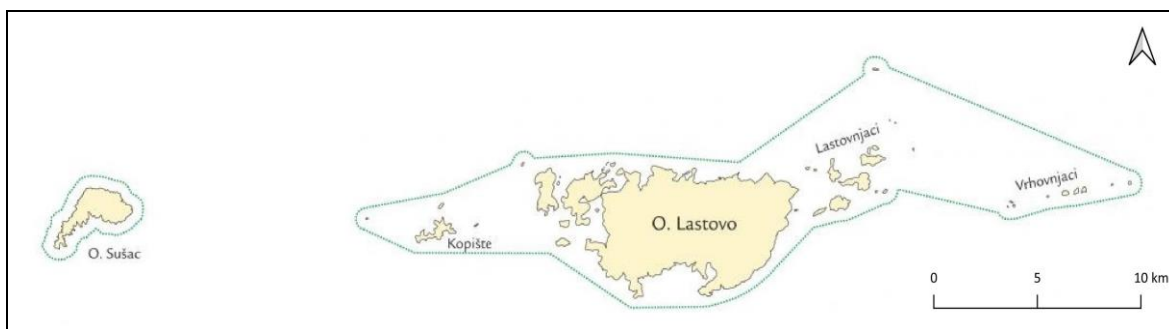 Lastovnjaci
Vrhovnjaci
O. Lastovo
Kopište
O. Sušac
0 5 10 km